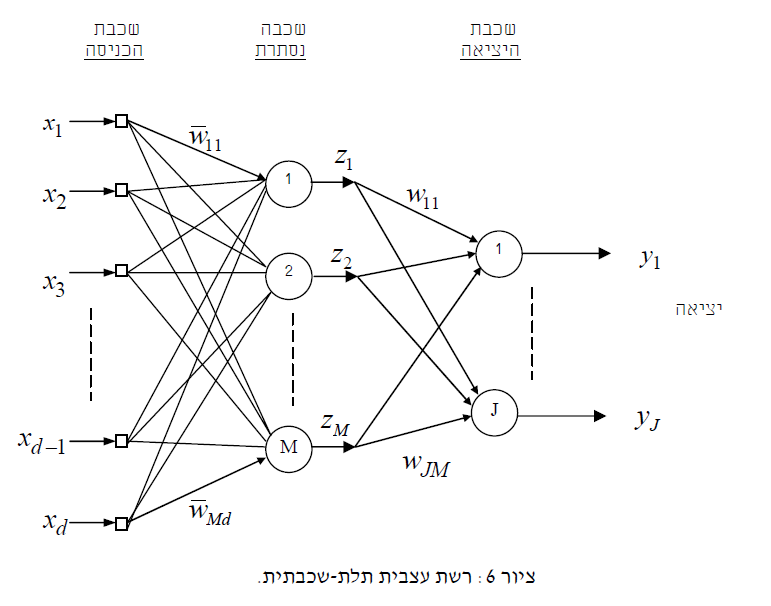 שכבת
הכניסה
שכבה
נסתרת
שכבת
היציאה
x1
w̅11
1
z1
w11
x2
x3
2
z2
1
y1
יציאה
J
yJ
xd−1
M
zM
wJM
xd
w̅Md
ציור 6: רשת עצבית תלת-שכבתית.